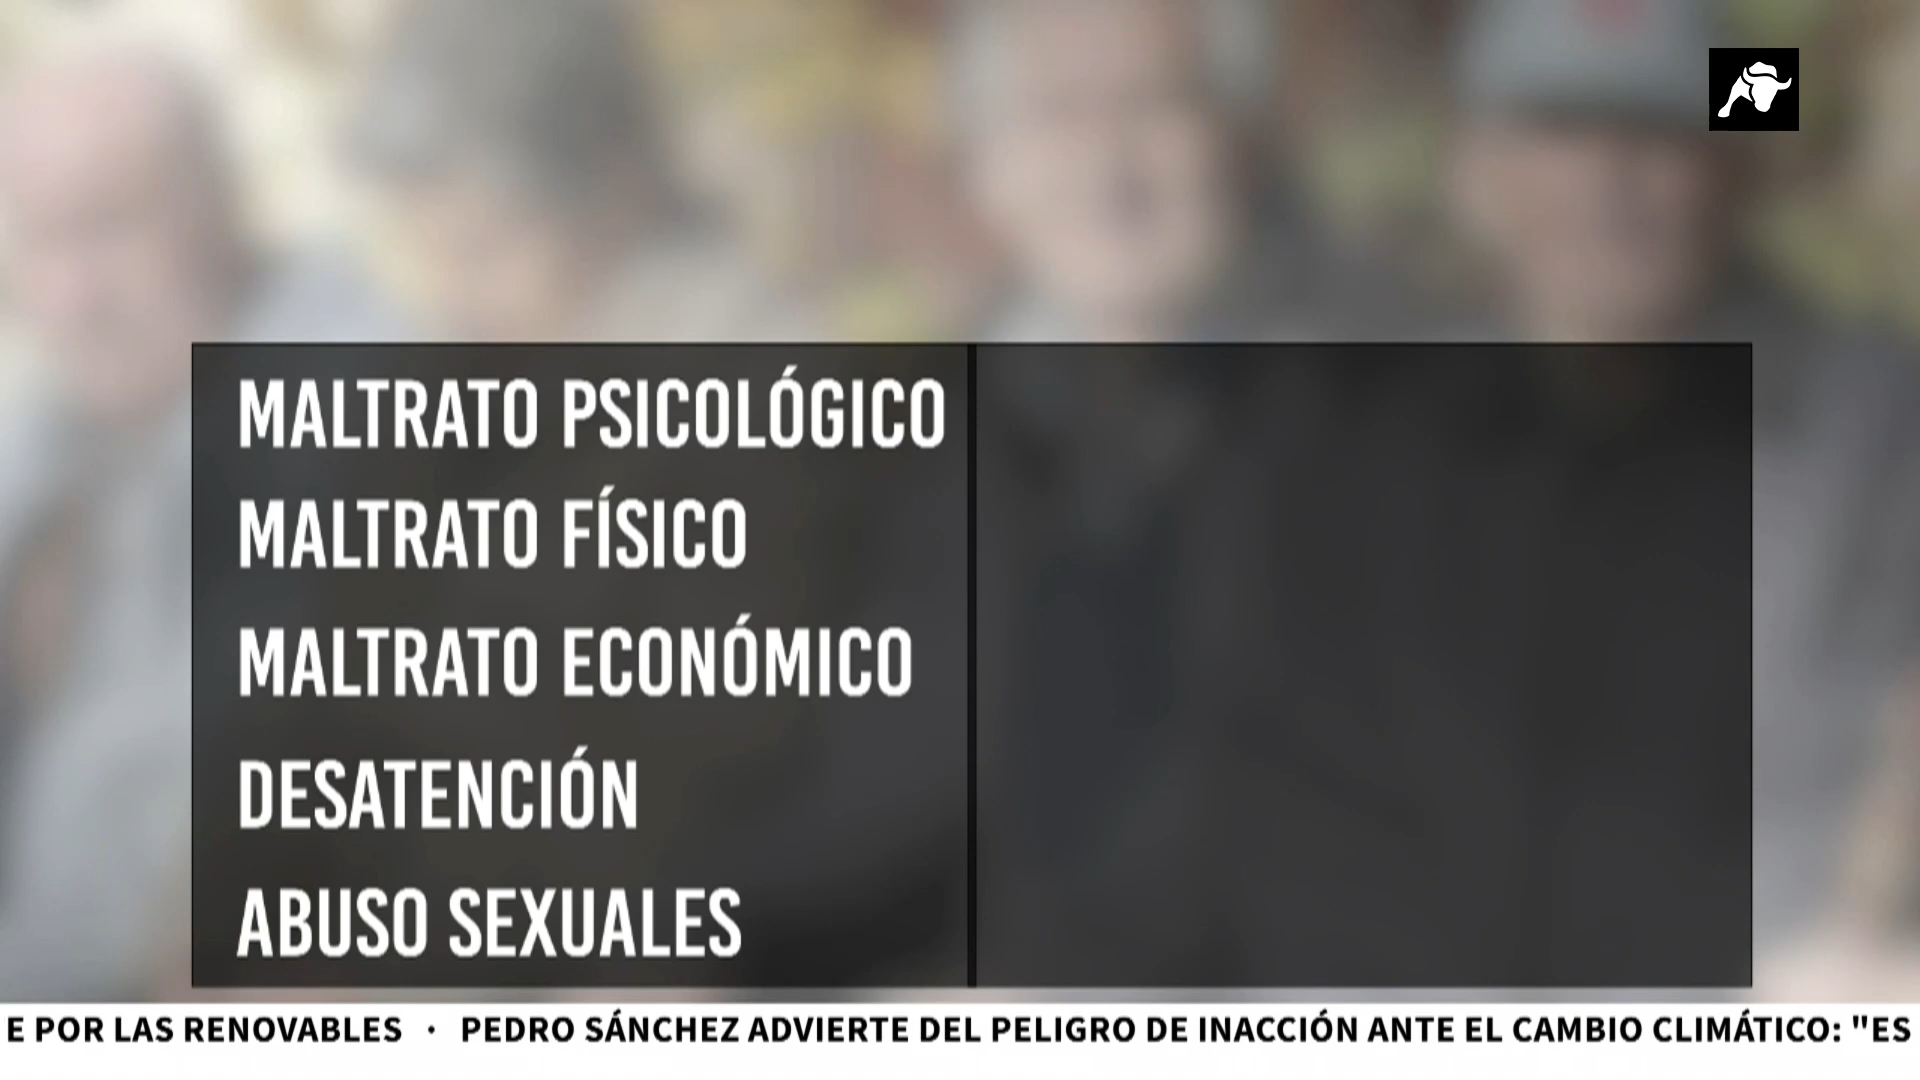 MALTRATO PSICOLÓGICO
MALTRATO FÍSICO
MALTRATO ECONÓMICO
DESATENCIÓN
ABUSO SEXUALES
E POR LAS RENOVABLES · PEDRO SÁNCHEZ ADVIERTE DEL PELIGRO DE INACCIÓN ANTE EL CAMBIO CLIMÁTICO: "ES